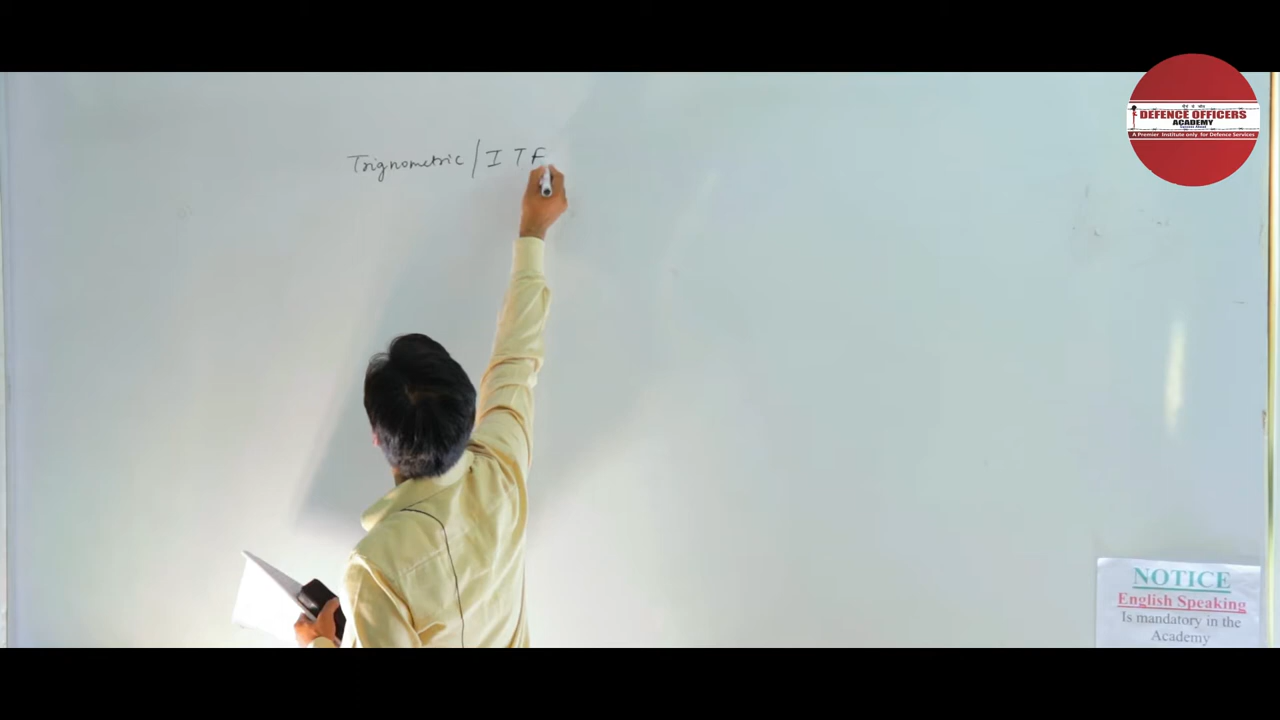 Trignometric / I T F
DEFENCE OFFICERS
ACADEMY
A Premier Institute only for Defence Services
NOTICE
English Speaking
Is mandatory in the
Academy